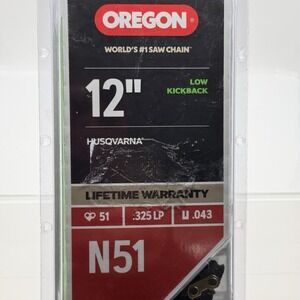 OREGON
WORLD'S #1 SAW CHAIN
12"
LOW
KICKBACK
HUSQVARNA
LIFETIME WARRANTY
51 .325 LP .043
N51